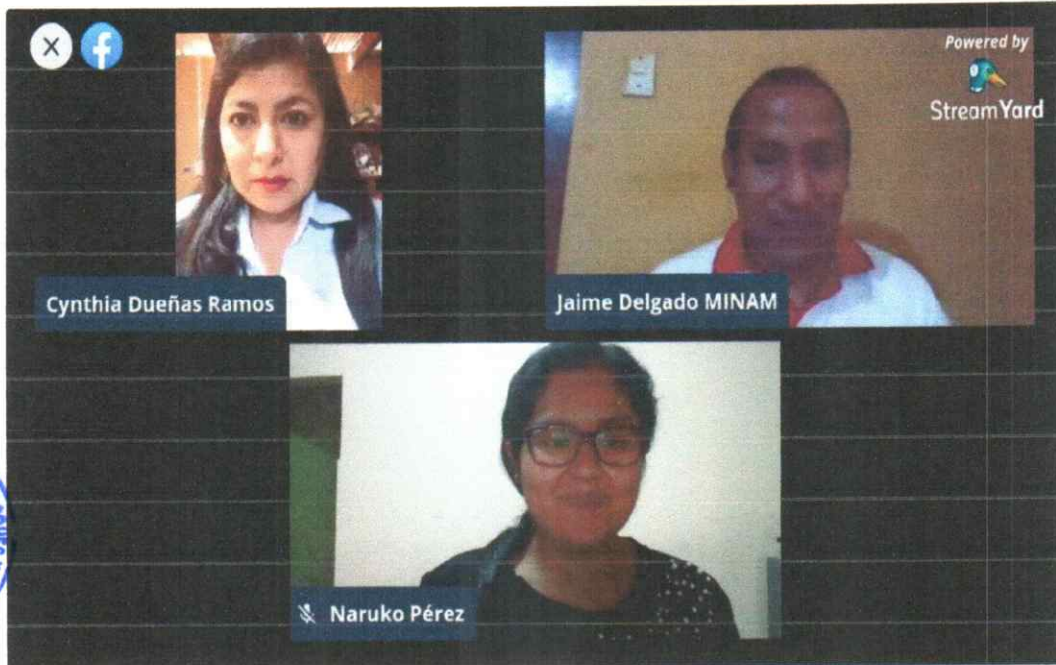 Powered by
StreamYard
Cynthia Dueñas Ramos
Jaime Delgado MINAM
Naruko Pérez